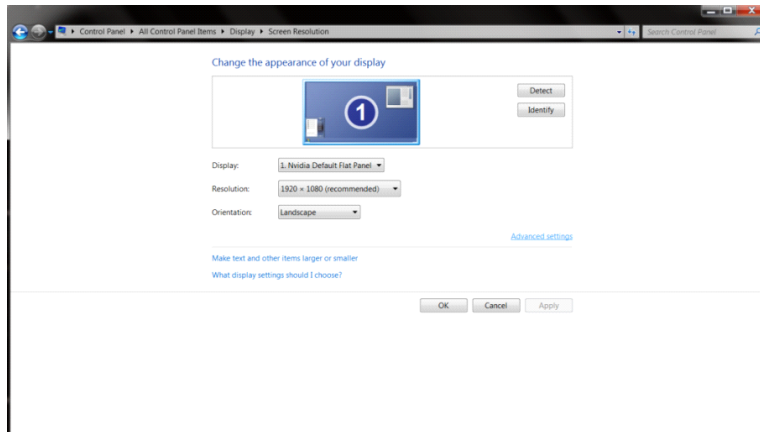 Control Panel ▸ All Control Panel Items ▸ Display ▸ Screen Resolution
Search Control Panel
Change the appearance of your display
1
Detect
Identify
Display: 1. Nvidia Default Flat Panel
Resolution: 1920 × 1080 (recommended)
Orientation: Landscape
Advanced settings
Make text and other items larger or smaller
What display settings should I choose?
OK Cancel Apply